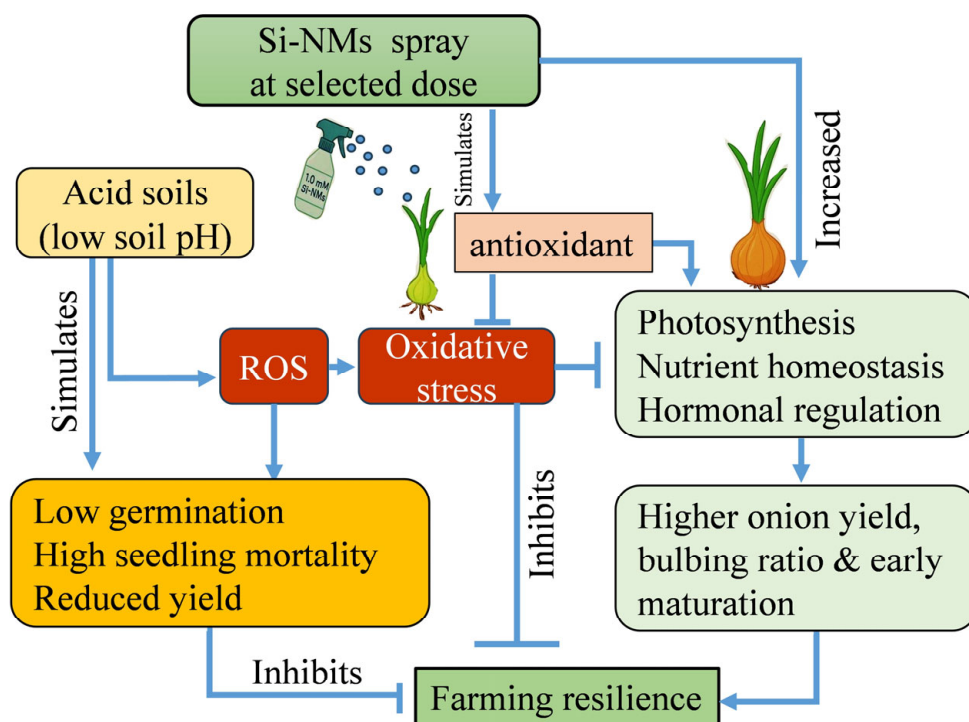 Si-NMs spray
at selected dose
Simulates
Increased
1.0 mM
Si-NMs
Acid soils
(low soil pH)
antioxidant
Simulates
ROS
Oxidative
stress
Photosynthesis
Nutrient homeostasis
Hormonal regulation
Low germination
High seedling mortality
Reduced yield
Inhibits
Higher onion yield,
bulbing ratio & early
maturation
Inhibits
Farming resilience